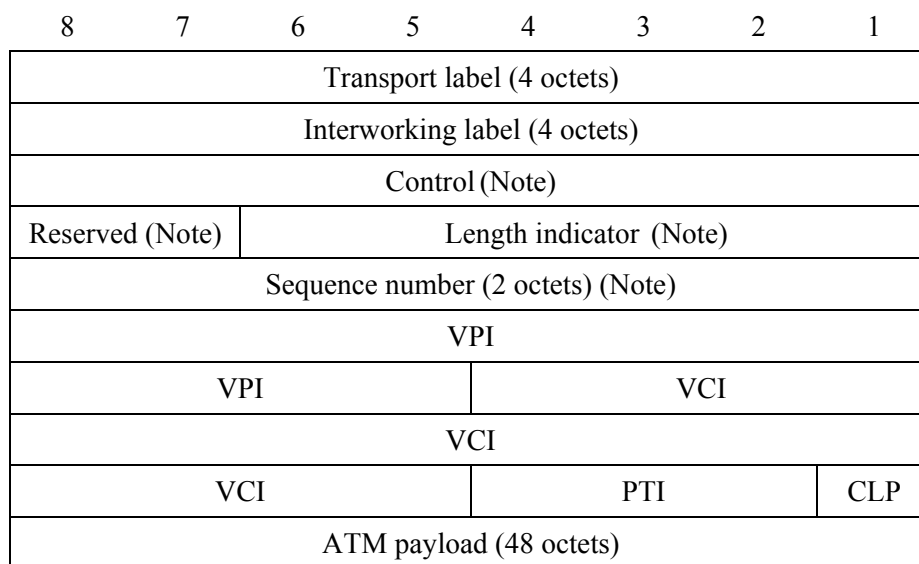 8 7 6 5 4 3 2 1
Transport label (4 octets)
Interworking label (4 octets)
Control (Note)
Reserved (Note) Length indicator (Note)
Sequence number (2 octets) (Note)
VPI
VPI VCI
VCI
VCI PTI CLP
ATM payload (48 octets)